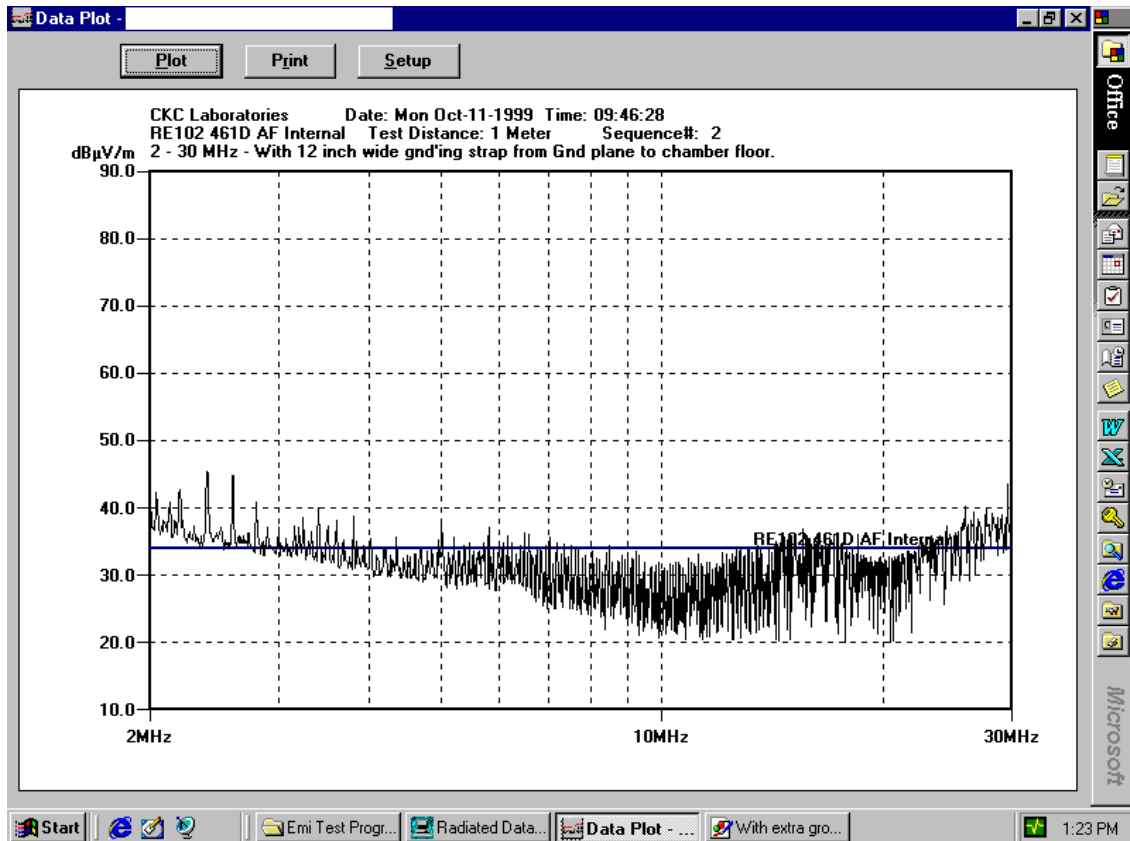 Data Plot -
Plot
Print
Setup
CKC Laboratories Date: Mon Oct-11-1999 Time: 09:46:28
RE102 461D AF Internal Test Distance: 1 Meter Sequence#: 2
dBµV/m 2 - 30 MHz - With 12 inch wide gnd'ing strap from Gnd plane to chamber floor.
90.0
80.0
70.0
60.0
50.0
40.0
RE102 461D AF Internal
30.0
20.0
10.0
2MHz
10MHz
30MHz
Office
Microsoft
Start
Emi Test Progr...
Radiated Data...
Data Plot - ...
With extra gro...
1:23 PM